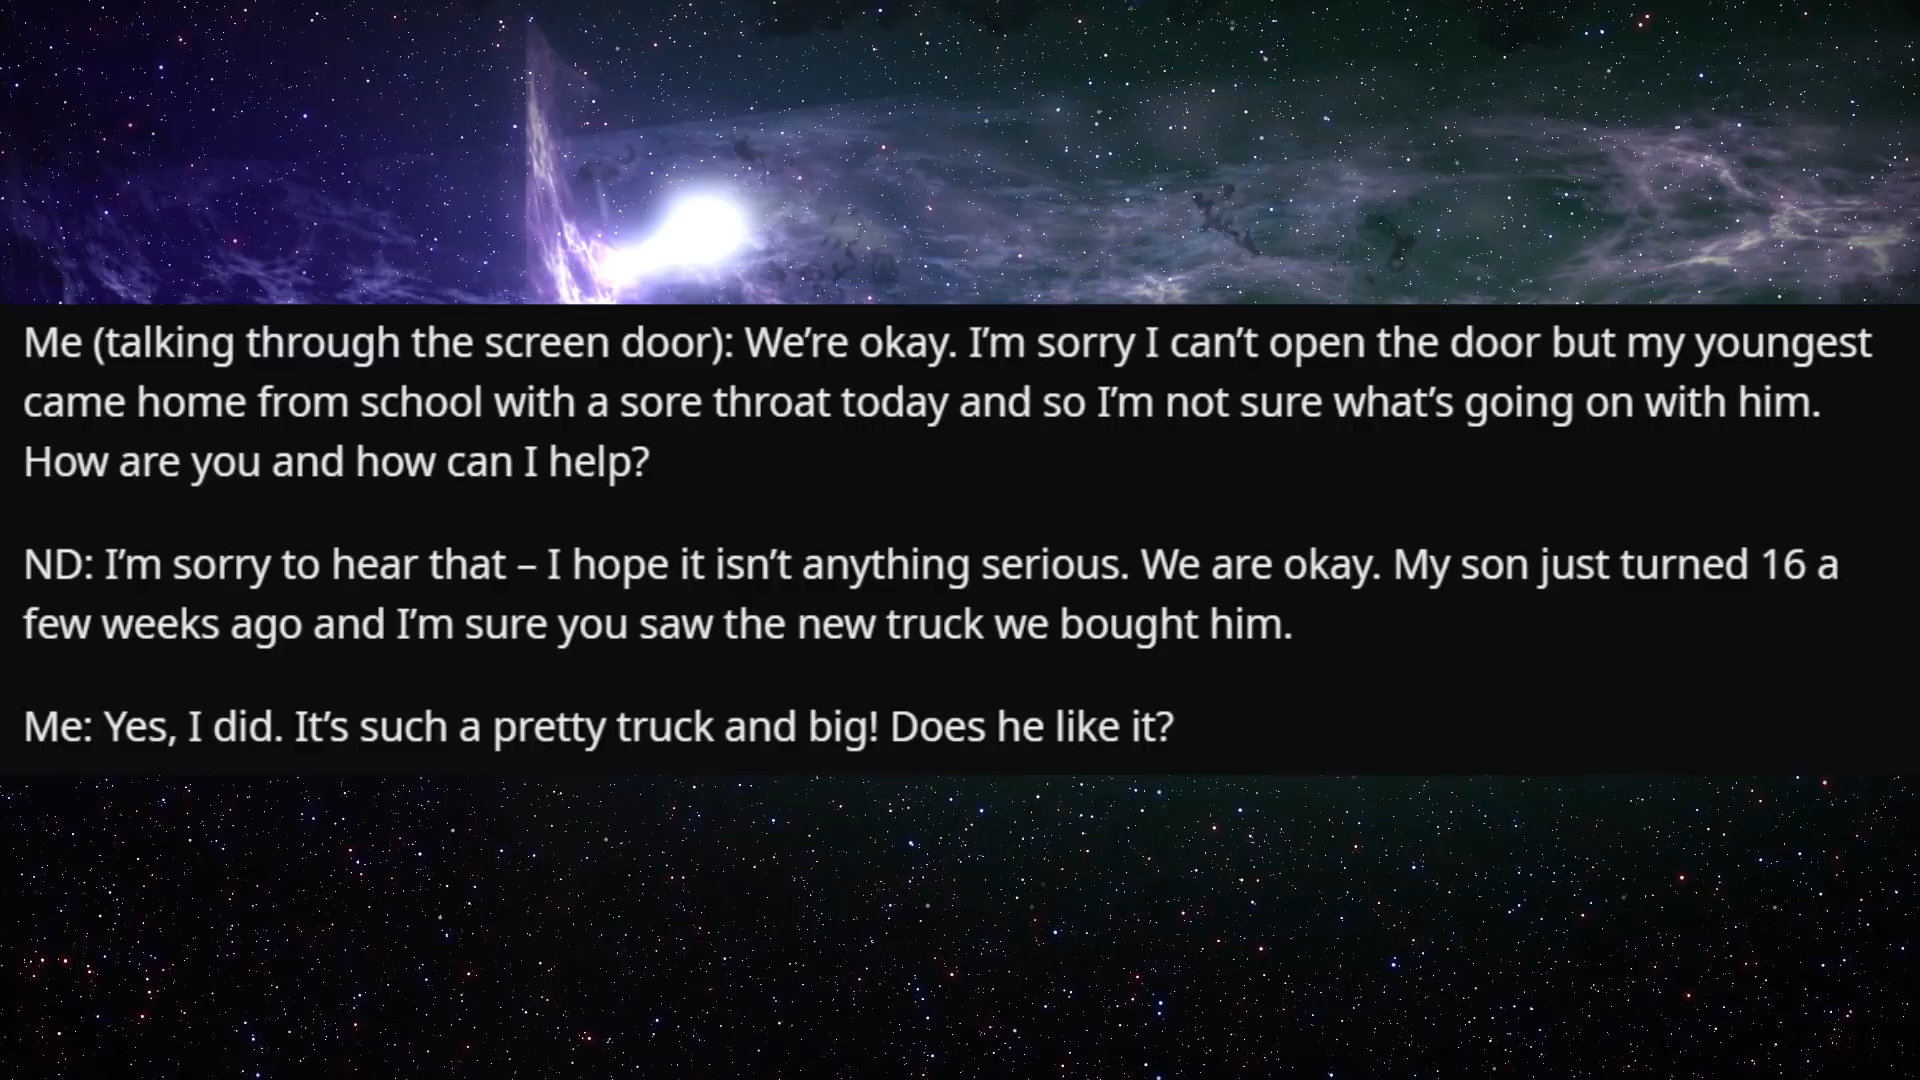 Me (talking through the screen door): We’re okay. I’m sorry I can’t open the door but my youngest
came home from school with a sore throat today and so I’m not sure what’s going on with him.
How are you and how can I help?
ND: I’m sorry to hear that – I hope it isn’t anything serious. We are okay. My son just turned 16 a
few weeks ago and I’m sure you saw the new truck we bought him.
Me: Yes, I did. It’s such a pretty truck and big! Does he like it?